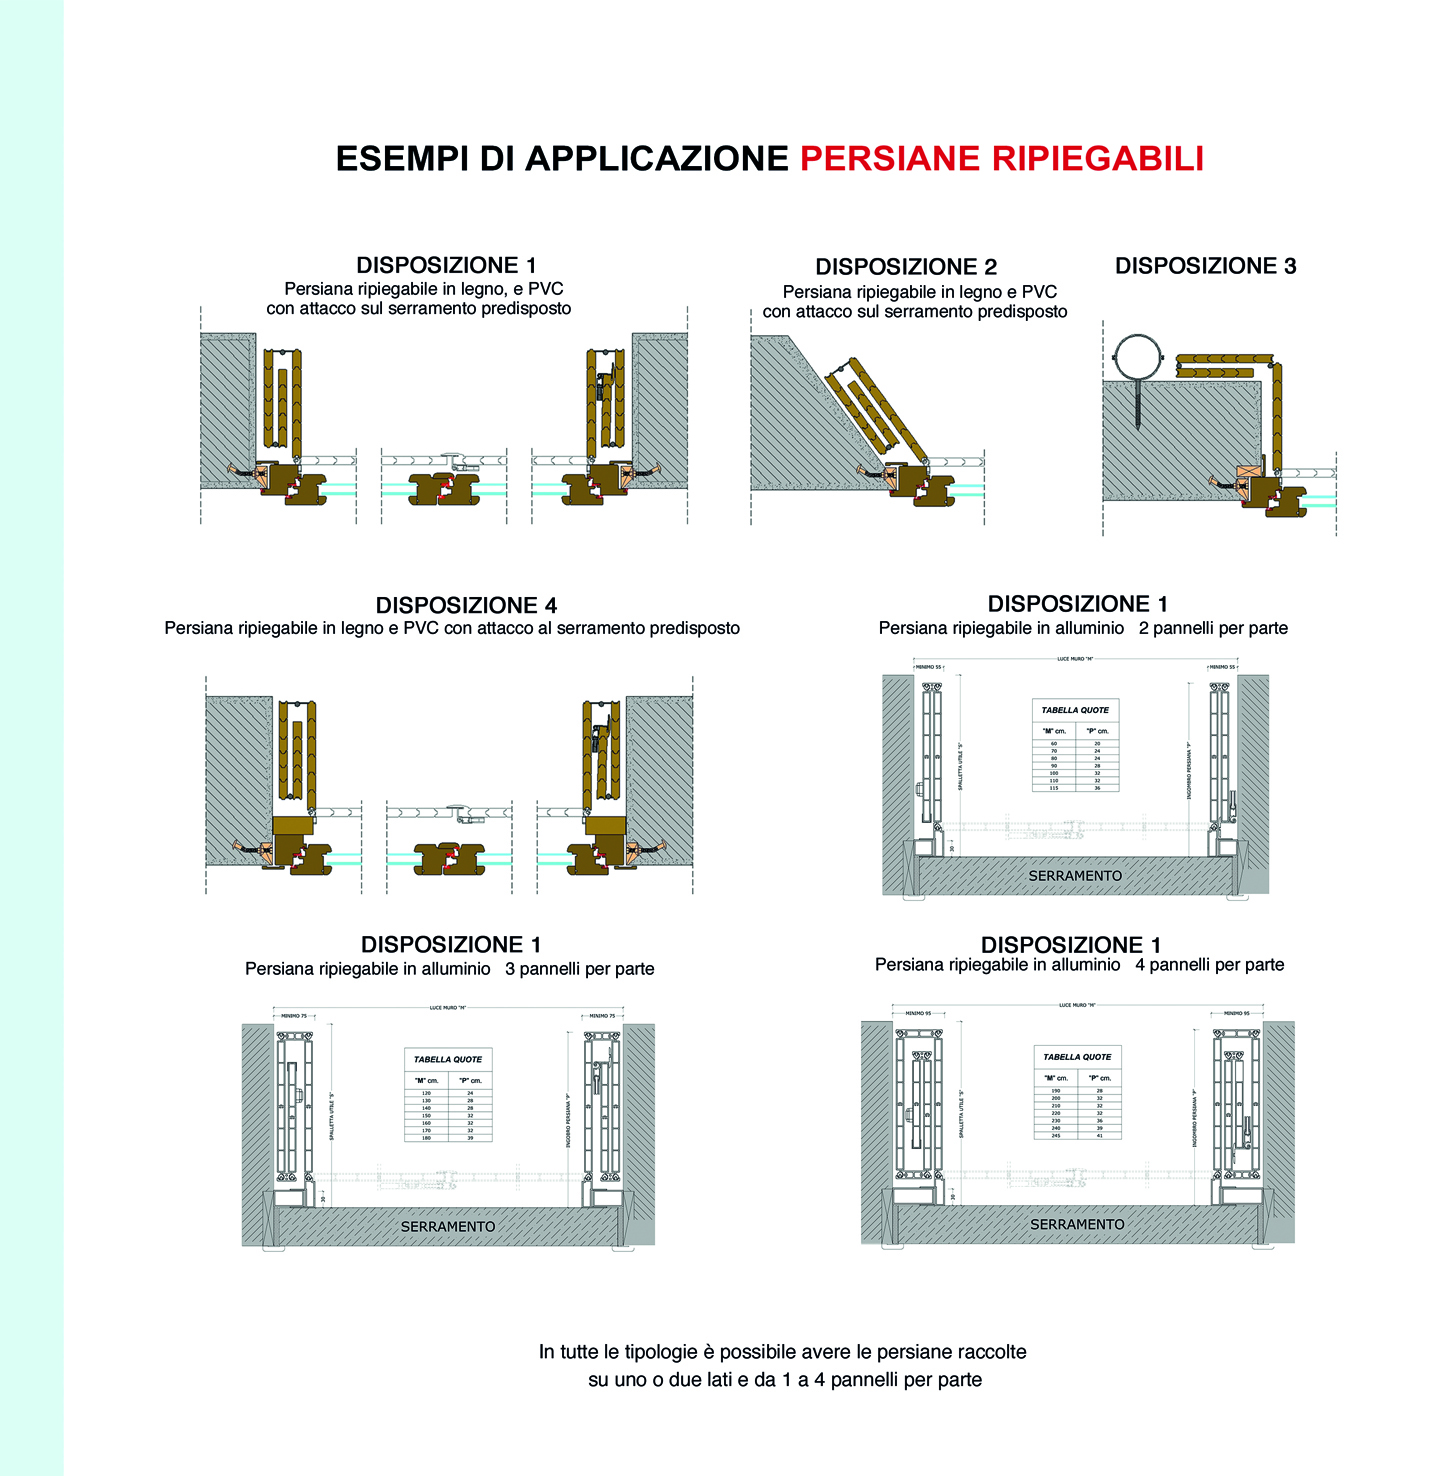 ESEMPI DI APPLICAZIONE PERSIANE RIPIEGABILI
DISPOSIZIONE 1
Persiana ripiegabile in legno, e PVC
con attacco sul serramento predisposto
DISPOSIZIONE 2
Persiana ripiegabile in legno e PVC
con attacco sul serramento predisposto
DISPOSIZIONE 3
DISPOSIZIONE 4
Persiana ripiegabile in legno e PVC con attacco al serramento predisposto
DISPOSIZIONE 1
Persiana ripiegabile in alluminio 2 pannelli per parte
LUCE MURO "M"
MINIMO 55
MINIMO 55
SPALLETTA UTILE "S"
TABELLA QUOTE
"M" cm. "P" cm.
60 20
70 24
80 24
90 28
100 32
110 32
115 36
INGOMBRO PERSIANA "P"
30
SERRAMENTO
DISPOSIZIONE 1
Persiana ripiegabile in alluminio 3 pannelli per parte
LUCE MURO "M"
MINIMO 75
MINIMO 75
SPALLETTA UTILE "S"
TABELLA QUOTE
"M" cm. "P" cm.
120 24
130 28
140 28
150 32
160 32
170 32
180 39
INGOBRO PERSIANA "P"
30
SERRAMENTO
DISPOSIZIONE 1
Persiana ripiegabile in alluminio 4 pannelli per parte
LUCE MURO "M"
MINIMO 95
MINIMO 95
SPALLETTA UTILE "S"
TABELLA QUOTE
"M" cm. "P" cm.
190 28
200 32
210 32
220 32
230 36
240 39
245 41
INGOMBRO PERSIANA "P"
30
SERRAMENTO
In tutte le tipologie è possibile avere le persiane raccolte
su uno o due lati e da 1 a 4 pannelli per parte